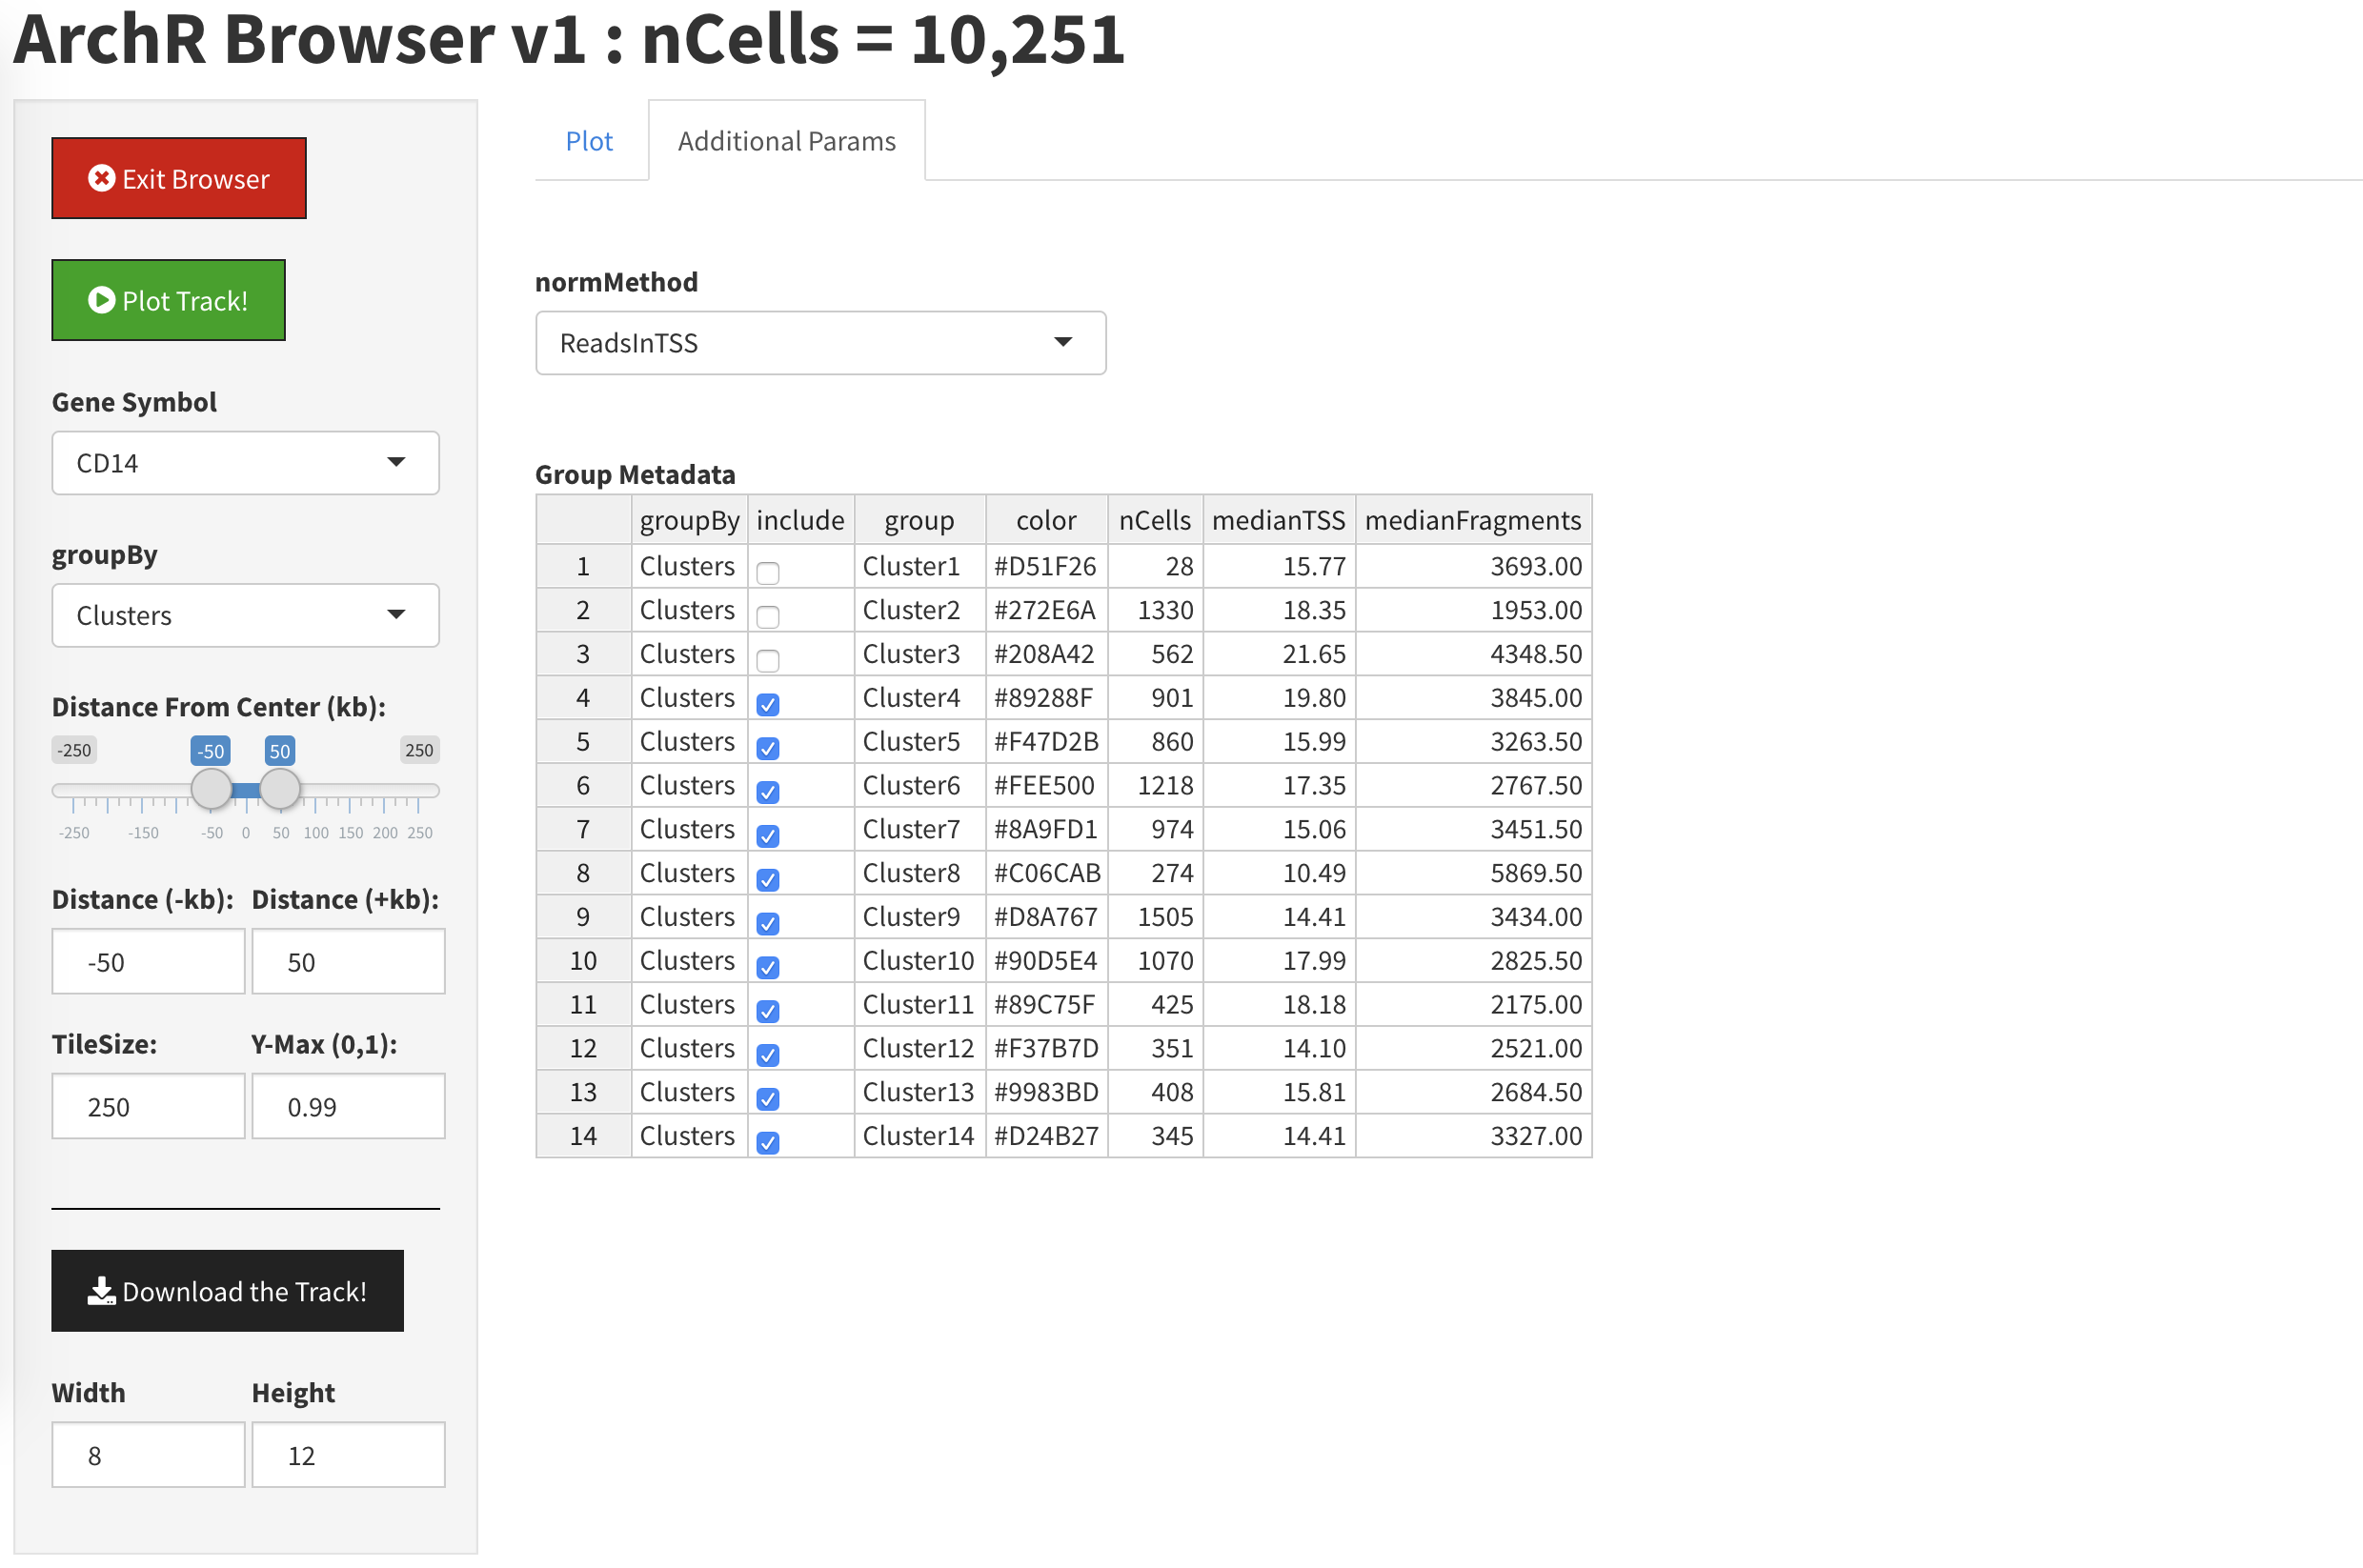 ArchR Browser v1 : nCells = 10,251
Exit Browser
Plot Track!
Gene Symbol
CD14
groupBy
Clusters
Distance From Center (kb):
-250 -50 50 250
-250 -150 -50 0 50 100 150 200 250
Distance (-kb): Distance (+kb):
-50 50
TileSize: Y-Max (0,1):
250 0.99
Download the Track!
Width Height
8 12
Plot Additional Params
normMethod
ReadsInTSS
Group Metadata
groupBy include group color nCells medianTSS medianFragments
1 Clusters Cluster1 #D51F26 28 15.77 3693.00
2 Clusters Cluster2 #272E6A 1330 18.35 1953.00
3 Clusters Cluster3 #208A42 562 21.65 4348.50
4 Clusters Cluster4 #89288F 901 19.80 3845.00
5 Clusters Cluster5 #F47D2B 860 15.99 3263.50
6 Clusters Cluster6 #FEE500 1218 17.35 2767.50
7 Clusters Cluster7 #8A9FD1 974 15.06 3451.50
8 Clusters Cluster8 #C06CAB 274 10.49 5869.50
9 Clusters Cluster9 #D8A767 1505 14.41 3434.00
10 Clusters Cluster10 #90D5E4 1070 17.99 2825.50
11 Clusters Cluster11 #89C75F 425 18.18 2175.00
12 Clusters Cluster12 #F37B7D 351 14.10 2521.00
13 Clusters Cluster13 #9983BD 408 15.81 2684.50
14 Clusters Cluster14 #D24B27 345 14.41 3327.00